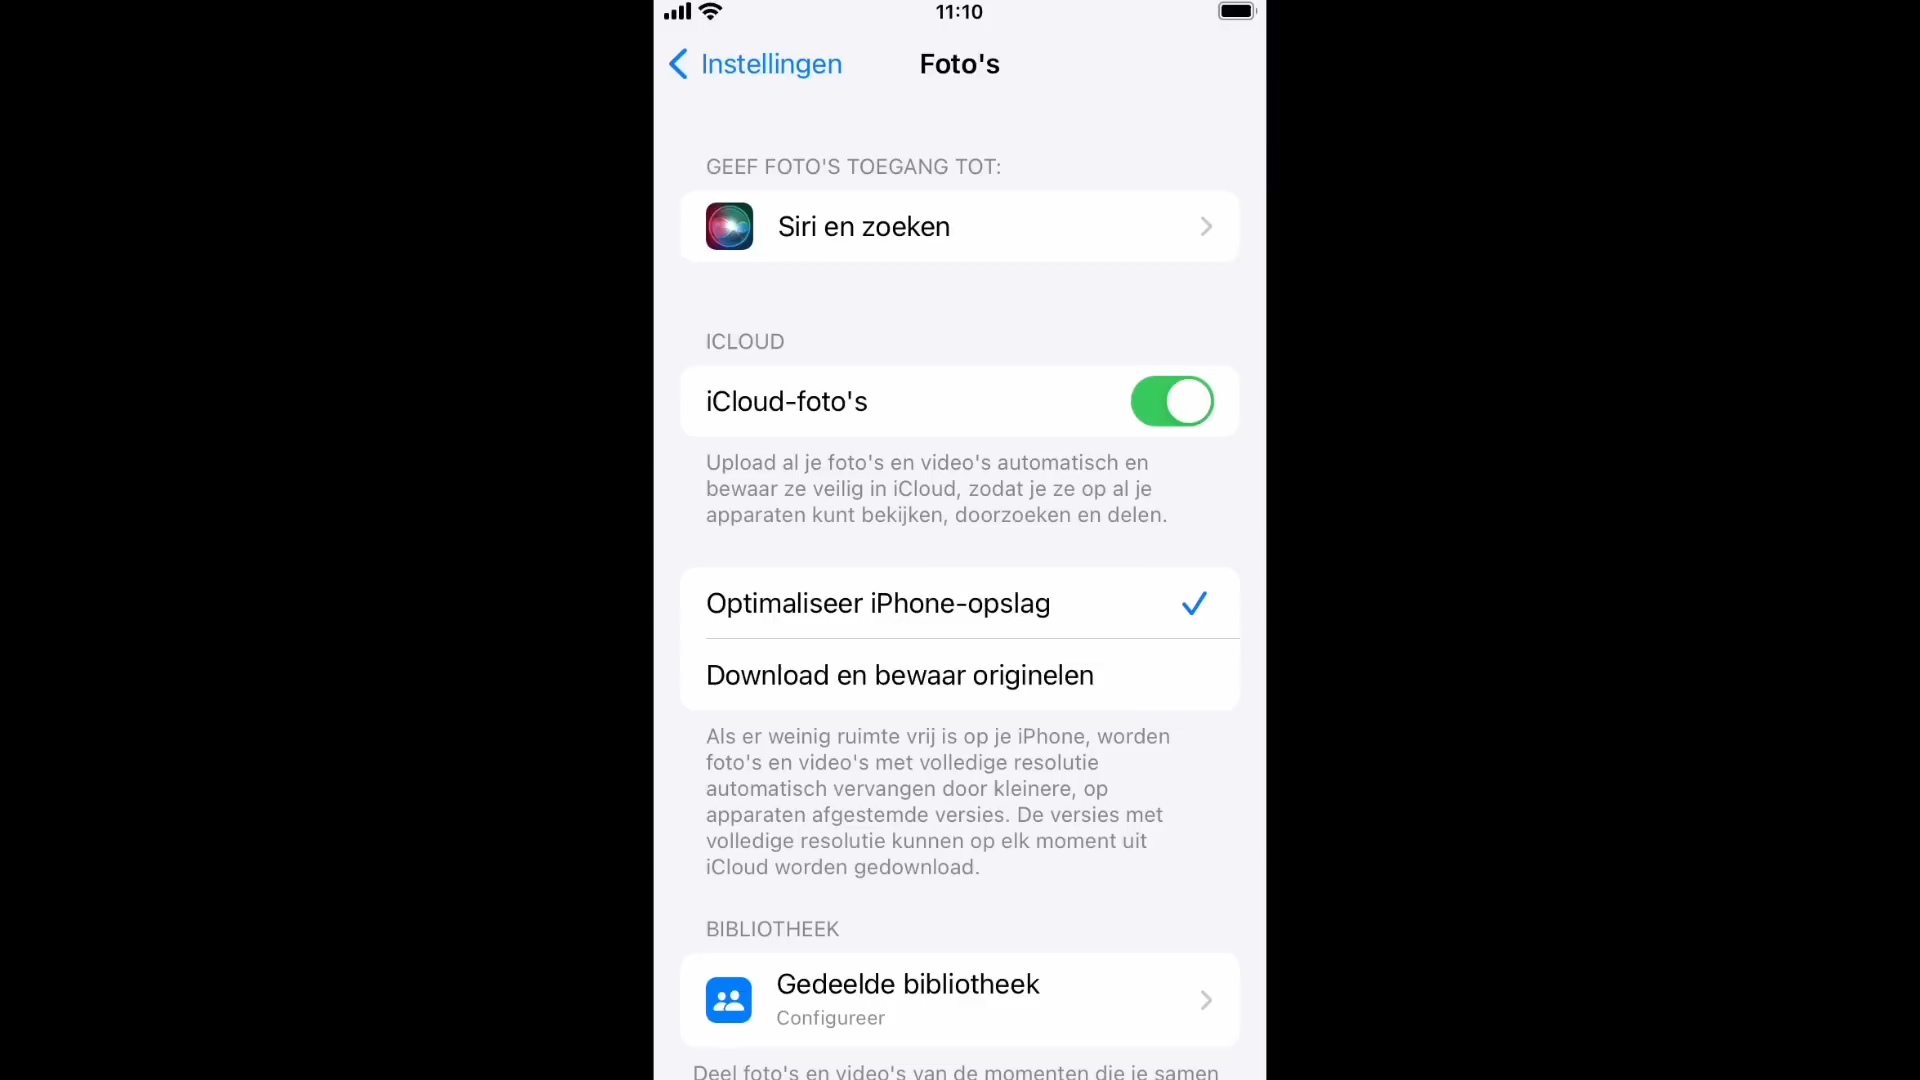 11:10
Instellingen
Foto's
GEEF FOTO'S TOEGANG TOT:
Siri en zoeken
ICLOUD
iCloud-foto's
Upload al je foto's en video's automatisch en
bewaar ze veilig in iCloud, zodat je ze op al je
apparaten kunt bekijken, doorzoeken en delen.
Optimaliseer iPhone-opslag
Download en bewaar originelen
Als er weinig ruimte vrij is op je iPhone, worden
foto's en video's met volledige resolutie
automatisch vervangen door kleinere, op
apparaten afgestemde versies. De versies met
volledige resolutie kunnen op elk moment uit
iCloud worden gedownload.
BIBLIOTHEEK
Gedeelde bibliotheek
Configureer
Deel foto's en video's van de momenten die je samen